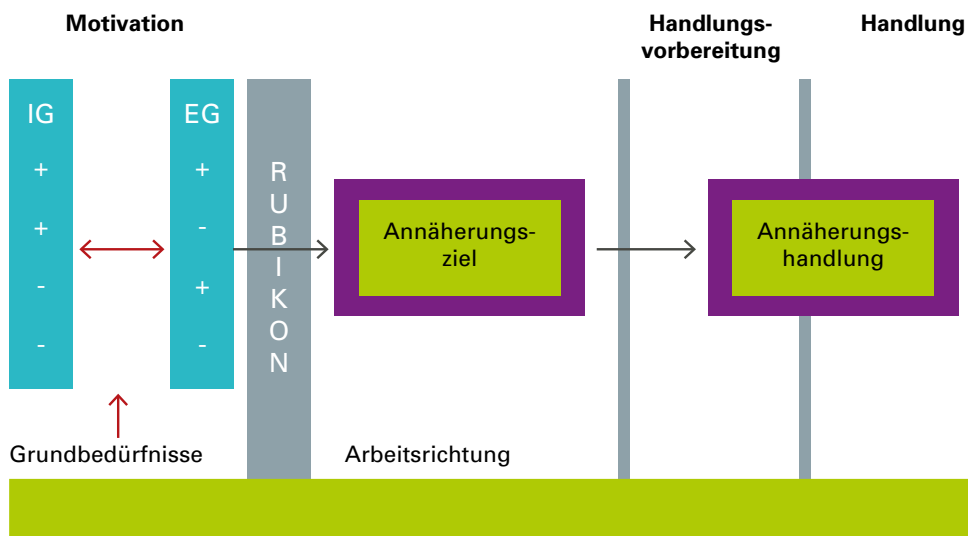 Motivation
Handlungs-
vorbereitung
Handlung
IG
+
+
-
-
EG
+
-
+
-
R
U
B
I
K
O
N
Annäherungs-
ziel
Annäherungs-
handlung
Grundbedürfnisse
Arbeitsrichtung